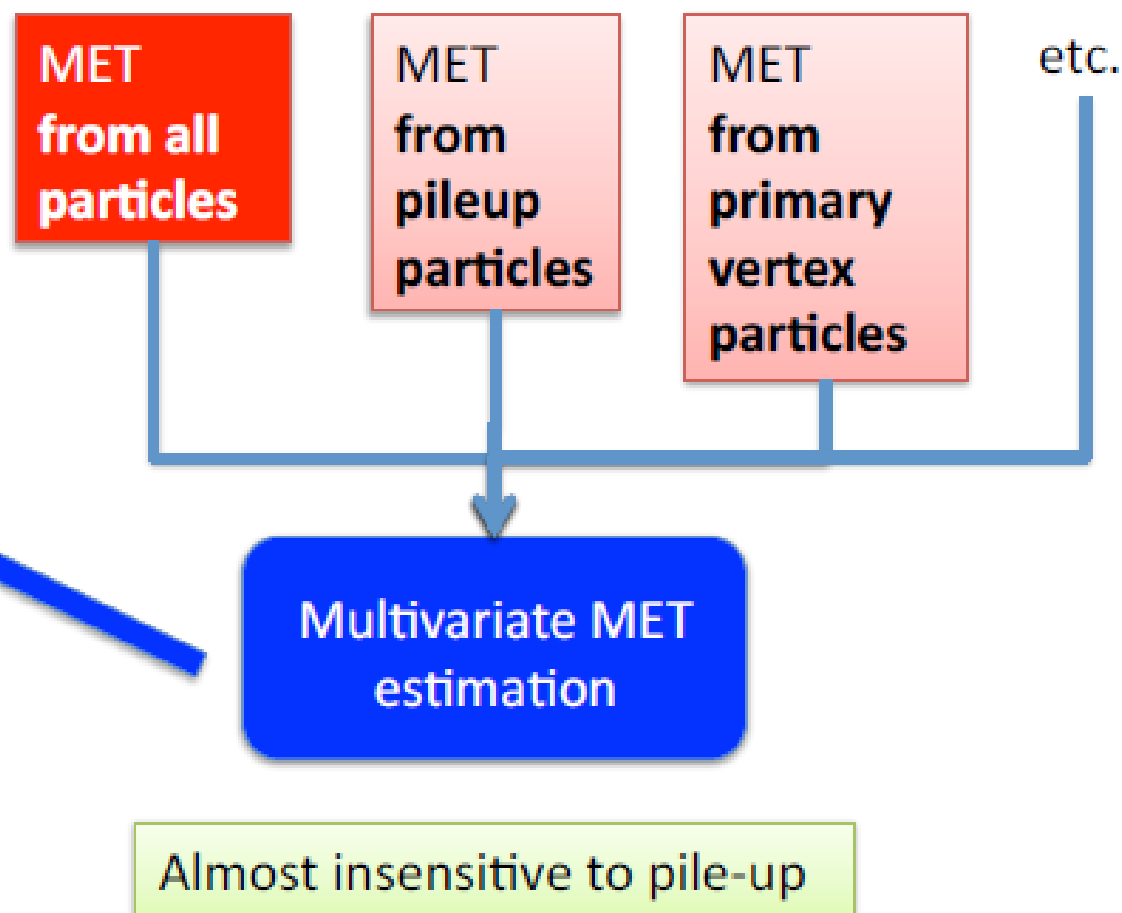 MET
from all
particles
MET
from
pileup
particles
MET
from
primary
vertex
particles
etc.
Multivariate MET
estimation
Almost insensitive to pile-up